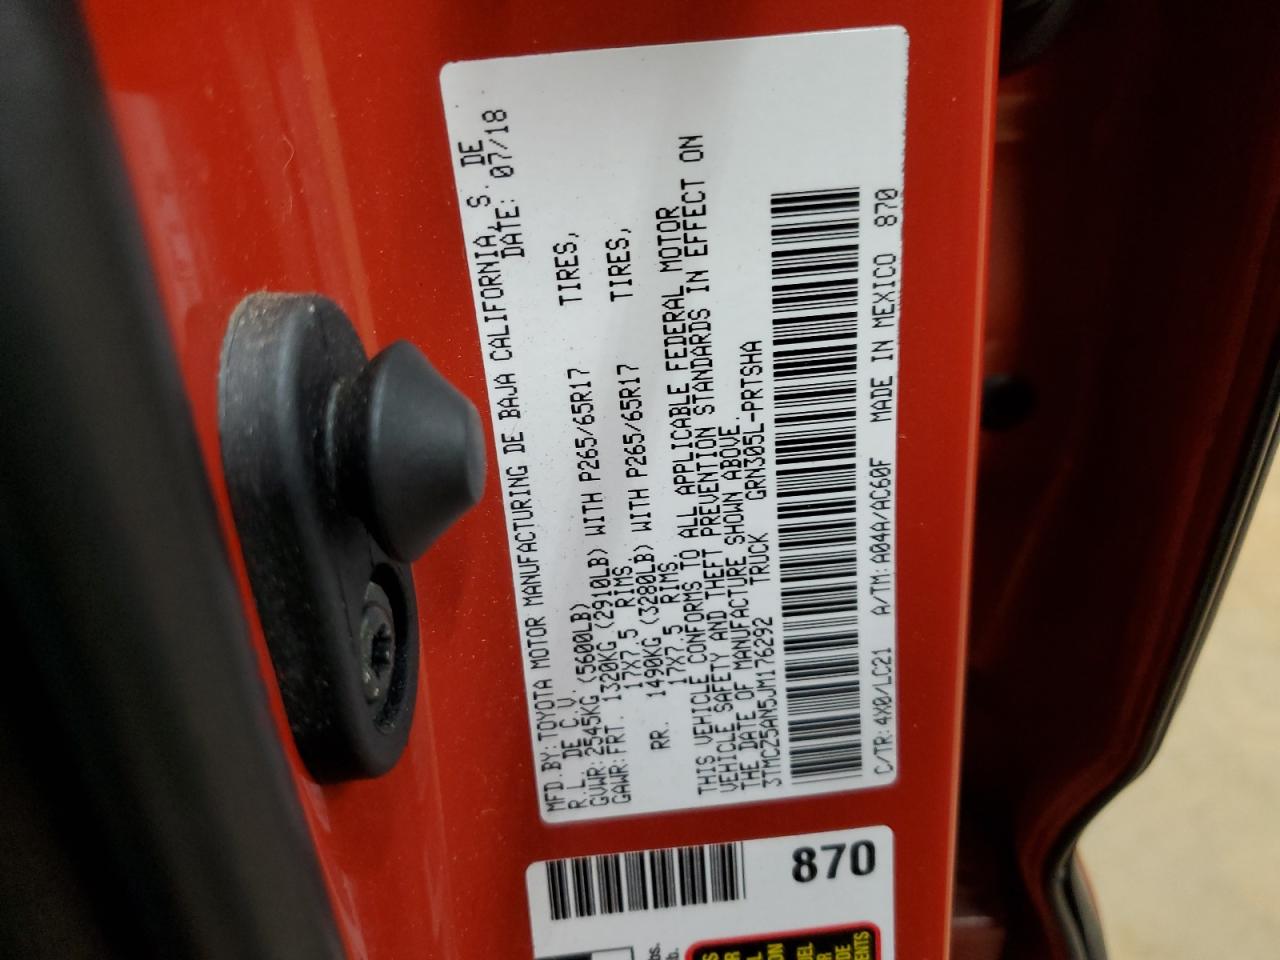 MFD.BY:TOYOTA MOTOR MANUFACTURING DE BAJA CALIFORNIA, S. DE
R.L. DE C.V. DATE: 07/18
GVWR:2545KG (5600LB)
GAWR:FRT. 1320KG (2910LB) WITH P265/65R17 TIRES,
17X7.5 RIMS.
RR. 1490KG (3280LB) WITH P265/65R17 TIRES,
17X7.5 RIMS.
THIS VEHICLE CONFORMS TO ALL APPLICABLE FEDERAL MOTOR
VEHICLE SAFETY AND THEFT PREVENTION STANDARDS IN EFFECT ON
THE DATE OF MANUFACTURE SHOWN ABOVE.
3TMCZ5AN5JM176292 TRUCK GRN305L-PRTSHA
C/TR:4X0/LC21 A/TM:A04A/AC60F MADE IN MEXICO 870
870